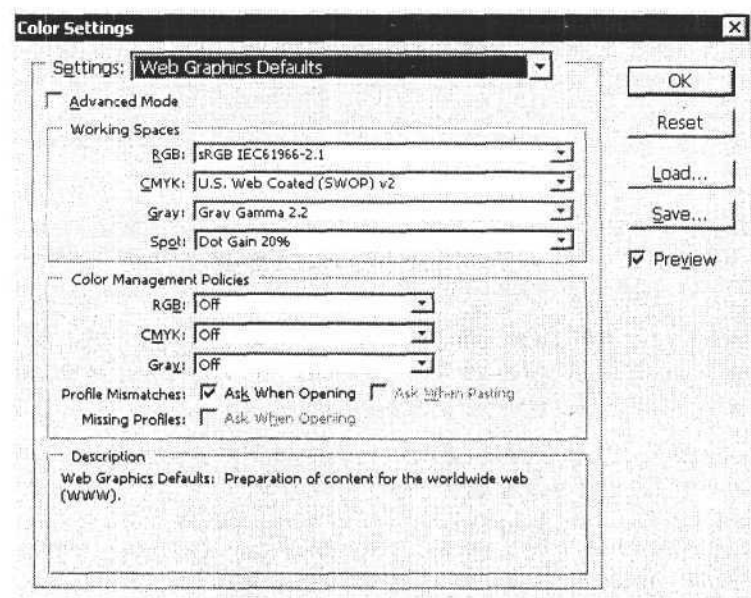 Color Settings
Settings: Web Graphics Defaults
OK
Advanced Mode
Reset
Working Spaces
RGB: sRGB IEC61966-2.1
Load...
CMYK: U.S. Web Coated (SWOP) v2
Gray: Gray Gamma 2.2
Save...
Spot: Dot Gain 20%
Preview
Color Management Policies
RGB: Off
CMYK: Off
Gray: Off
Profile Mismatches: Ask When Opening Ask When Pasting
Missing Profiles: Ask When Opening
Description
Web Graphics Defaults: Preparation of content for the worldwide web
(WWW).